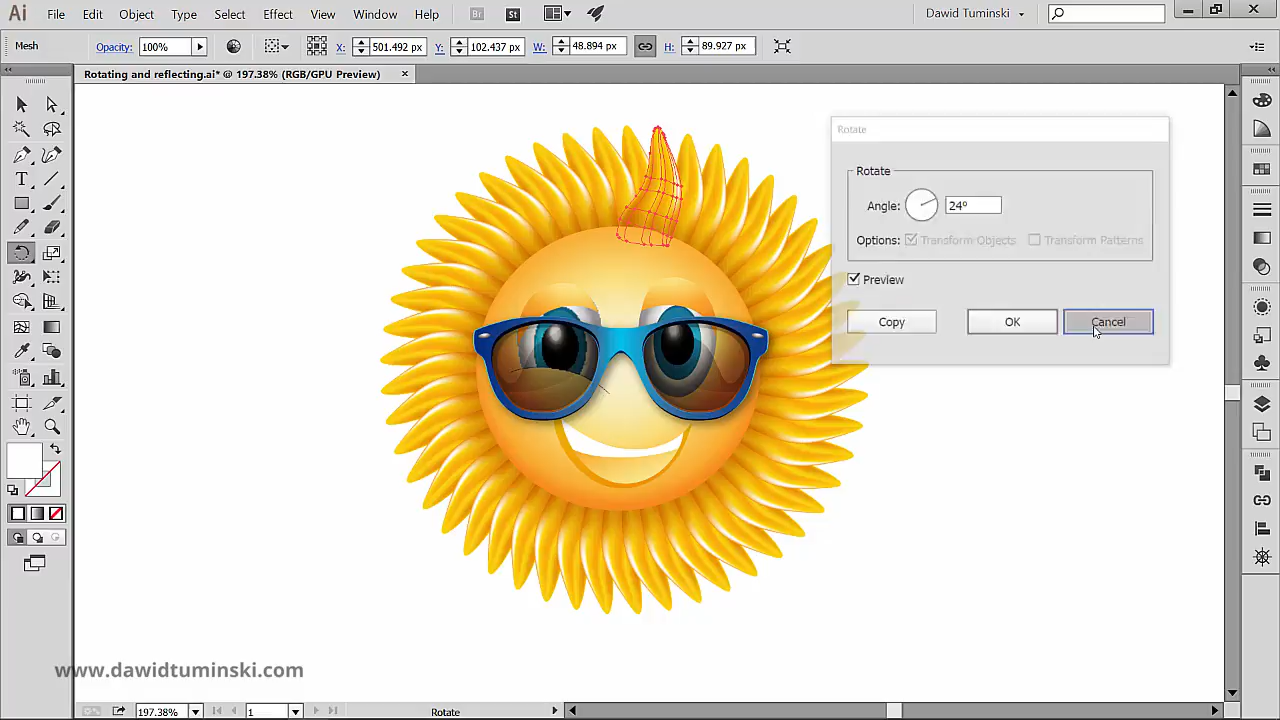 Ai File Edit Object Type Select Effect View Window Help Br St Dawid Tuminski
Mesh Opacity: 100% X: 501.492 px Y: 102.437 px W: 48.894 px H: 89.927 px
Rotating and reflecting.ai* @ 197.38% (RGB/GPU Preview)
Rotate
Rotate
Angle: 24°
Options: Transform Objects Transform Patterns
Preview
Copy OK Cancel
www.dawidtuminski.com
197.38% 1 Rotate